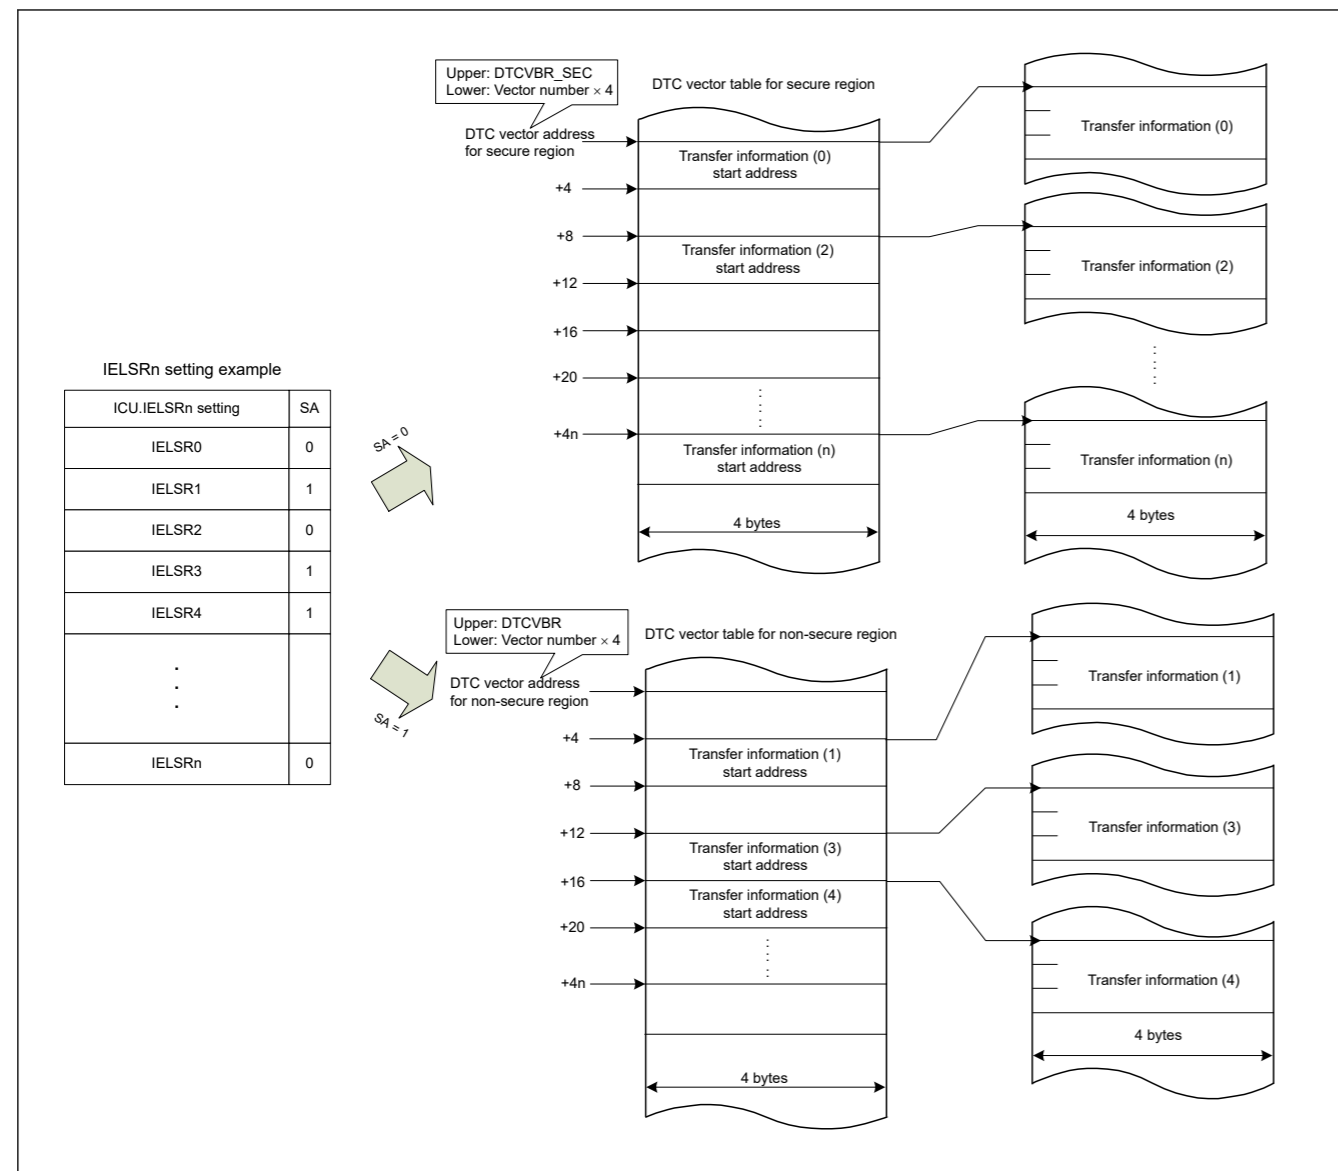 Upper: DTCVBR_SEC
Lower: Vector number × 4
DTC vector table for secure region
DTC vector address
for secure region
Transfer information (0)
start address
+4
+8
Transfer information (2)
start address
+12
+16
+20
+4n
Transfer information (n)
start address
4 bytes
Transfer information (0)
Transfer information (2)
Transfer information (n)
4 bytes
IELSRn setting example
ICU.IELSRn setting SA
IELSR0 0
IELSR1 1
IELSR2 0
IELSR3 1
IELSR4 1
IELSRn 0
SA = 0
SA = 1
Upper: DTCVBR
Lower: Vector number × 4
DTC vector table for non-secure region
DTC vector address
for non-secure region
+4
Transfer information (1)
start address
+8
+12
Transfer information (3)
start address
+16
Transfer information (4)
start address
+20
+4n
4 bytes
Transfer information (1)
Transfer information (3)
Transfer information (4)
4 bytes